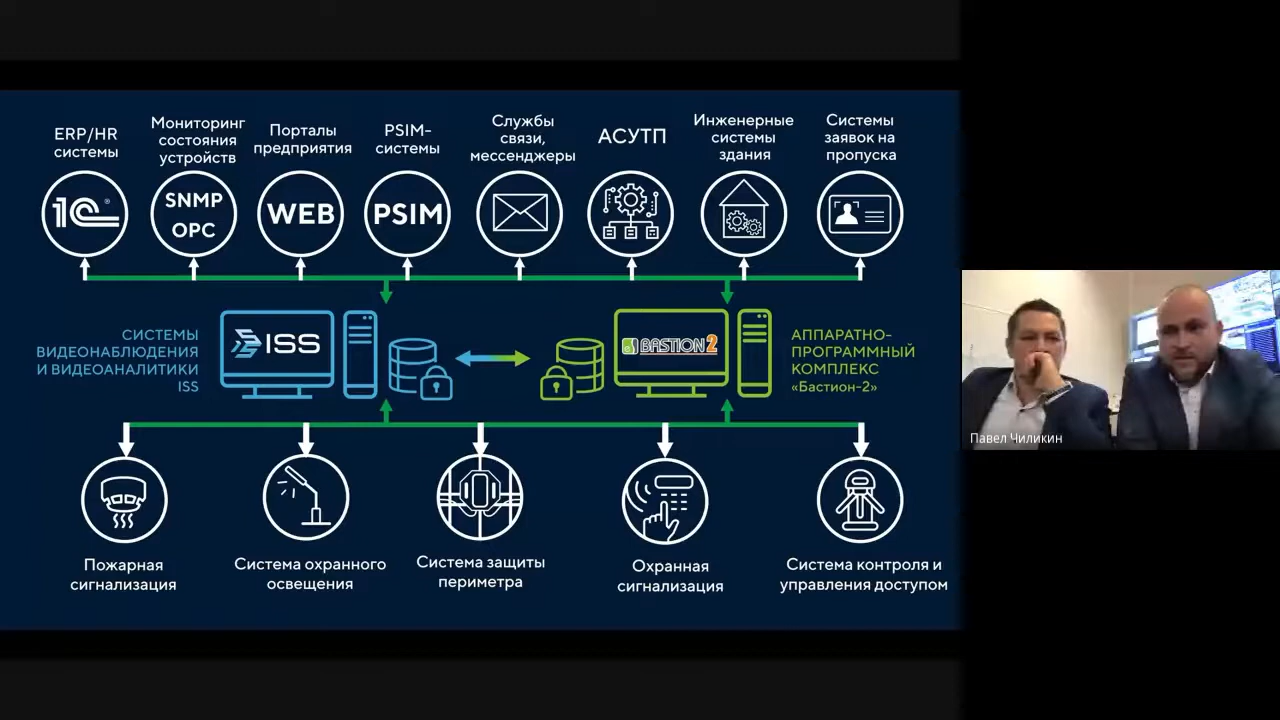 ERP/HR
системы
Мониторинг
состояния
устройств
Порталы
предприятия
PSIM-
системы
Службы
связи,
мессенджеры
АСУТП
Инженерные
системы
здания
Системы
заявок на
пропуска
1С®
SNMP
OPC
WEB
PSIM
СИСТЕМЫ
ВИДЕОНАБЛЮДЕНИЯ
И ВИДЕОАНАЛИТИКИ
ISS
ISS
BASTION2
АППАРАТНО-
ПРОГРАММНЫЙ
КОМПЛЕКС
«Бастион-2»
Павел Чиликин
Пожарная
сигнализация
Система охранного
освещения
Система защиты
периметра
Охранная
сигнализация
Система контроля и
управления доступом